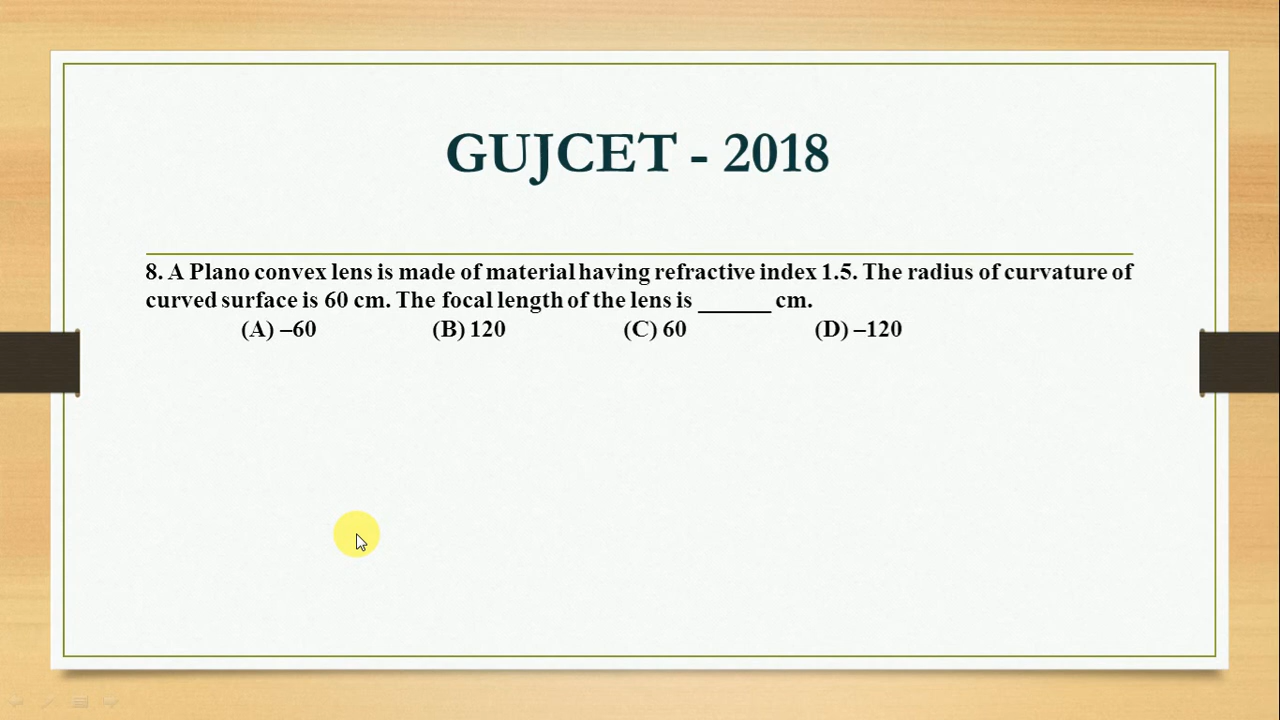 GUJCET - 2018
8. A Plano convex lens is made of material having refractive index 1.5. The radius of curvature of
curved surface is 60 cm. The focal length of the lens is ______ cm.
(A) –60 (B) 120 (C) 60 (D) –120